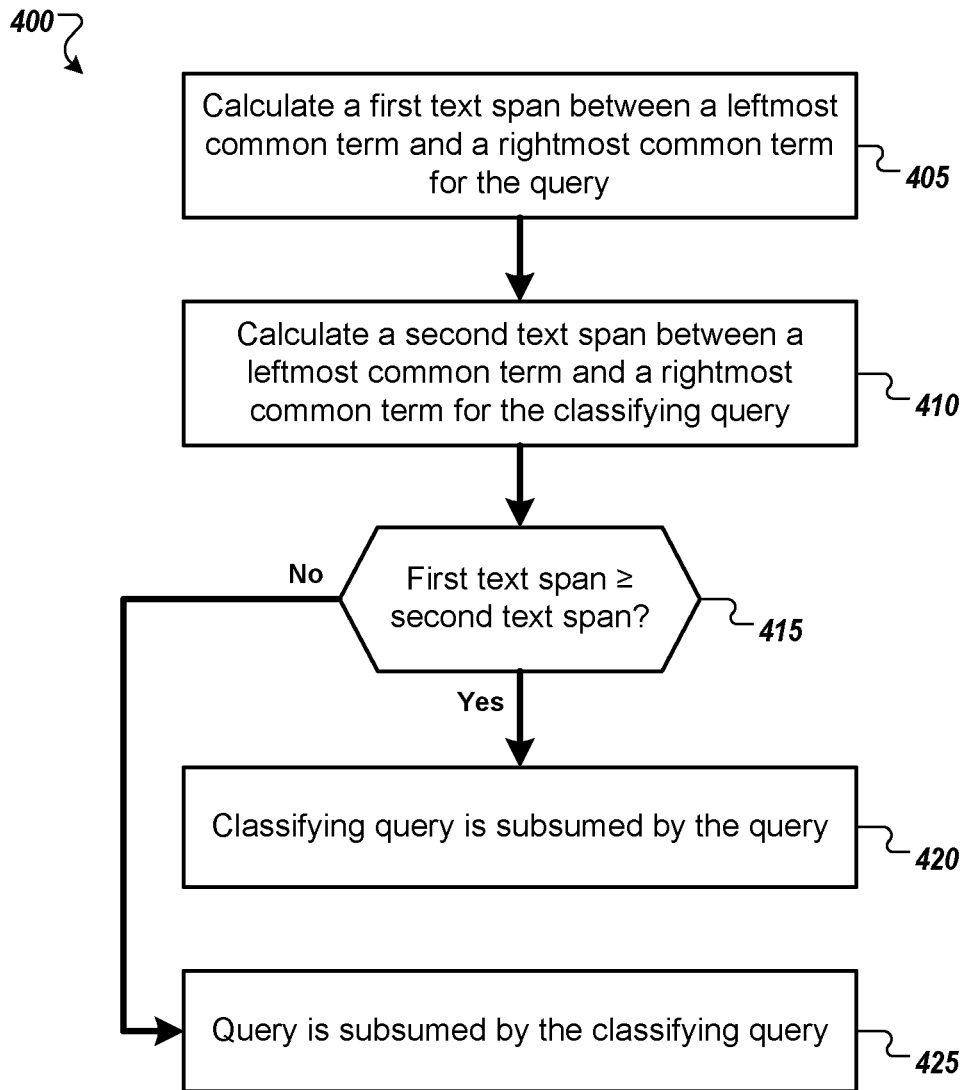 400
Calculate a first text span between a leftmost
common term and a rightmost common term
for the query
405
Calculate a second text span between a
leftmost common term and a rightmost
common term for the classifying query
410
No
First text span ≥
second text span?
415
Yes
Classifying query is subsumed by the query
420
Query is subsumed by the classifying query
425